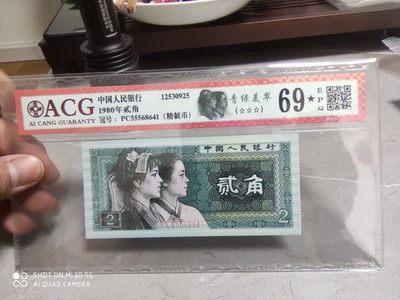 ACG
AI CANG GUARANTY
中国人民银行 12530925
1980年贰角
冠号：PC55568641（精制币）
青绿美翠
（☆☆☆）
69★
EPQ
中国人民银行
贰角
2
2
PC55568641
SHOT ON MI 10 5G
AI QUAD CAMERA